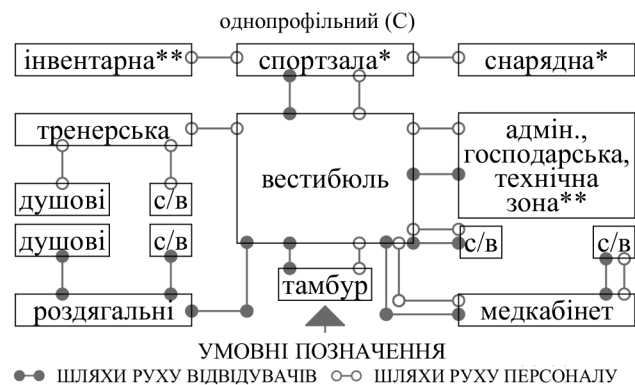 однопрофільний (С)
інвентарна** спортзала* снарядна*
тренерська
вестибюль
адмін.,
господарська,
технічна
зона**
душові с/в
душові с/в
с/в с/в
тамбур
роздягальні
медкабінет
УМОВНІ ПОЗНАЧЕННЯ
ШЛЯХИ РУХУ ВІДВІДУВАЧІВ ШЛЯХИ РУХУ ПЕРСОНАЛУ